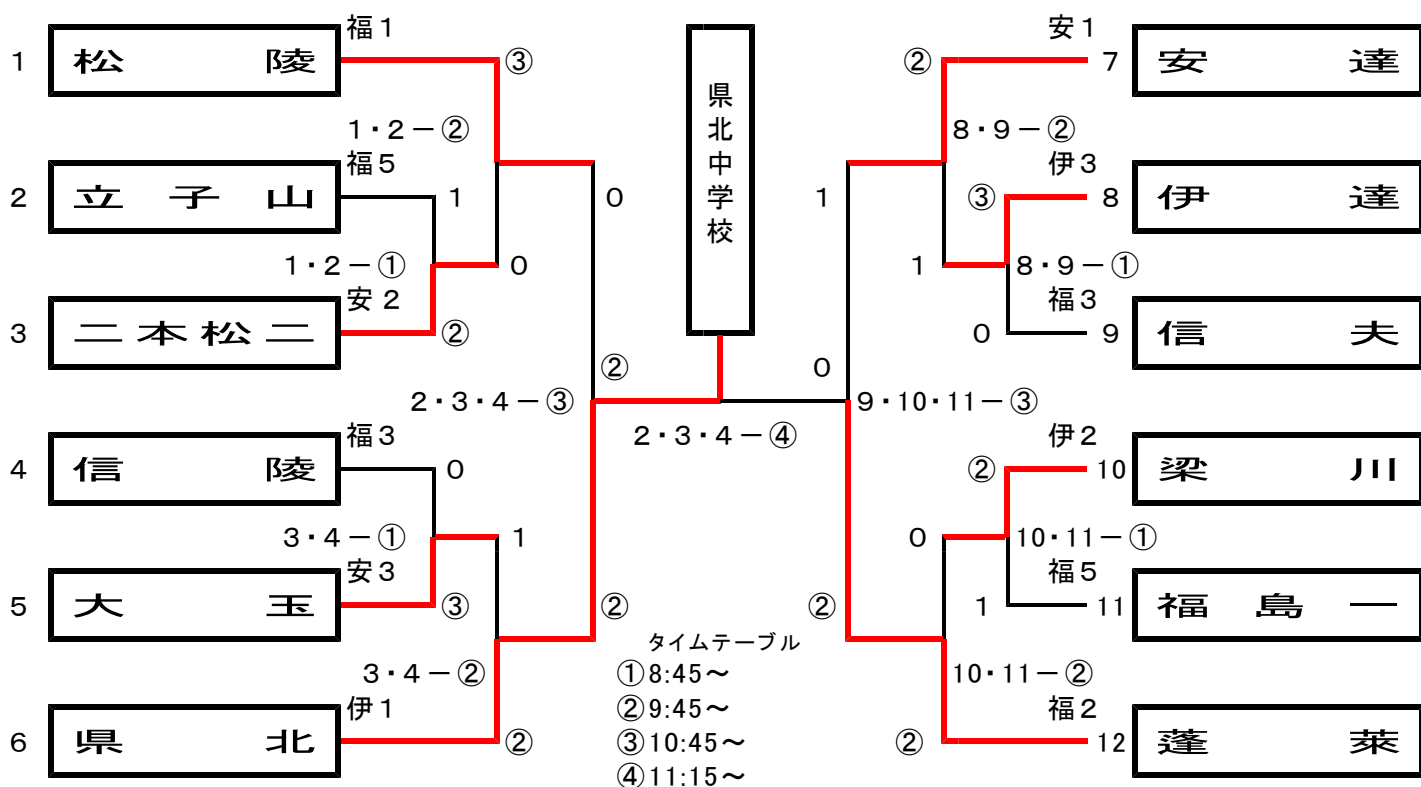 福1
1 松陵 ③
1・2－②
福5
2 立子山 1
0
1・2－① 0
安2
3 二本松二 ②
②
2・3・4－③
福3
4 信陵 0
3・4－① 1
安3
5 大玉 ③
②
3・4－②
伊1
6 県北 ②
県北中学校
2・3・4－④
タイムテーブル
①8:45～
②9:45～
③10:45～
④11:15～
安1
② 7 安達
8・9－②
伊3
1 ③ 8 伊達
1 8・9－①
福3
0 9 信夫
0
9・10・11－③
伊2
② 10 梁川
0 10・11－①
福5
② 1 11 福島一
10・11－②
福2
② 12 蓬莱